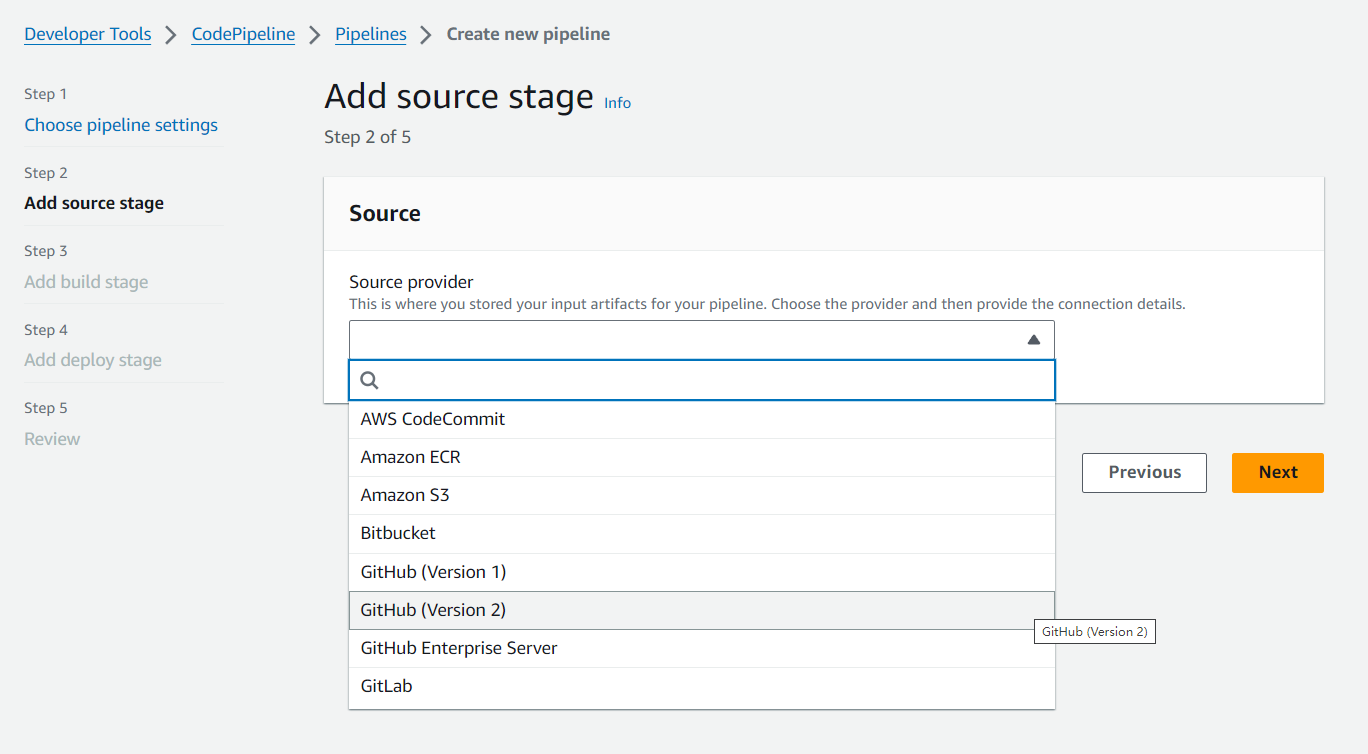 Developer Tools > CodePipeline > Pipelines > Create new pipeline
Step 1
Choose pipeline settings
Step 2
Add source stage
Step 3
Add build stage
Step 4
Add deploy stage
Step 5
Review
Add source stage Info
Step 2 of 5
Source
Source provider
This is where you stored your input artifacts for your pipeline. Choose the provider and then provide the connection details.
AWS CodeCommit
Amazon ECR
Amazon S3
Bitbucket
GitHub (Version 1)
GitHub (Version 2)
GitHub (Version 2)
GitHub Enterprise Server
GitLab
Previous
Next